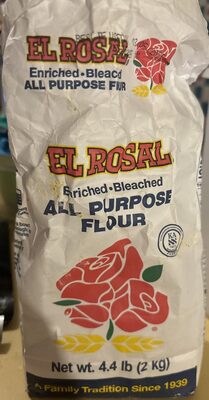 EL ROSAL
Enriched•Bleac
ALL PURPOSE F
EL ROSAL
Enriched•Bleached
ALL PURPOSE
FLOUR
Net wt. 4.4 lb (2 kg)
A Family Tradition Since 1939